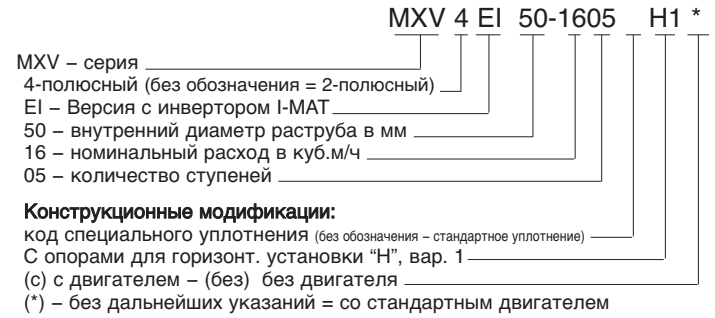 MXV 4 EI 50-1605 H1 *
MXV – серия
4-полюсный (без обозначения = 2-полюсный)
EI – Версия с инвертором I-MAT
50 – внутренний диаметр раструба в мм
16 – номинальный расход в куб.м/ч
05 – количество ступеней
Конструкционные модификации:
код специального уплотнения (без обозначения – стандартное уплотнение)
С опорами для горизонт. установки “H”, вар. 1
(с) с двигателем – (без) без двигателя
(*) – без дальнейших указаний = со стандартным двигателем